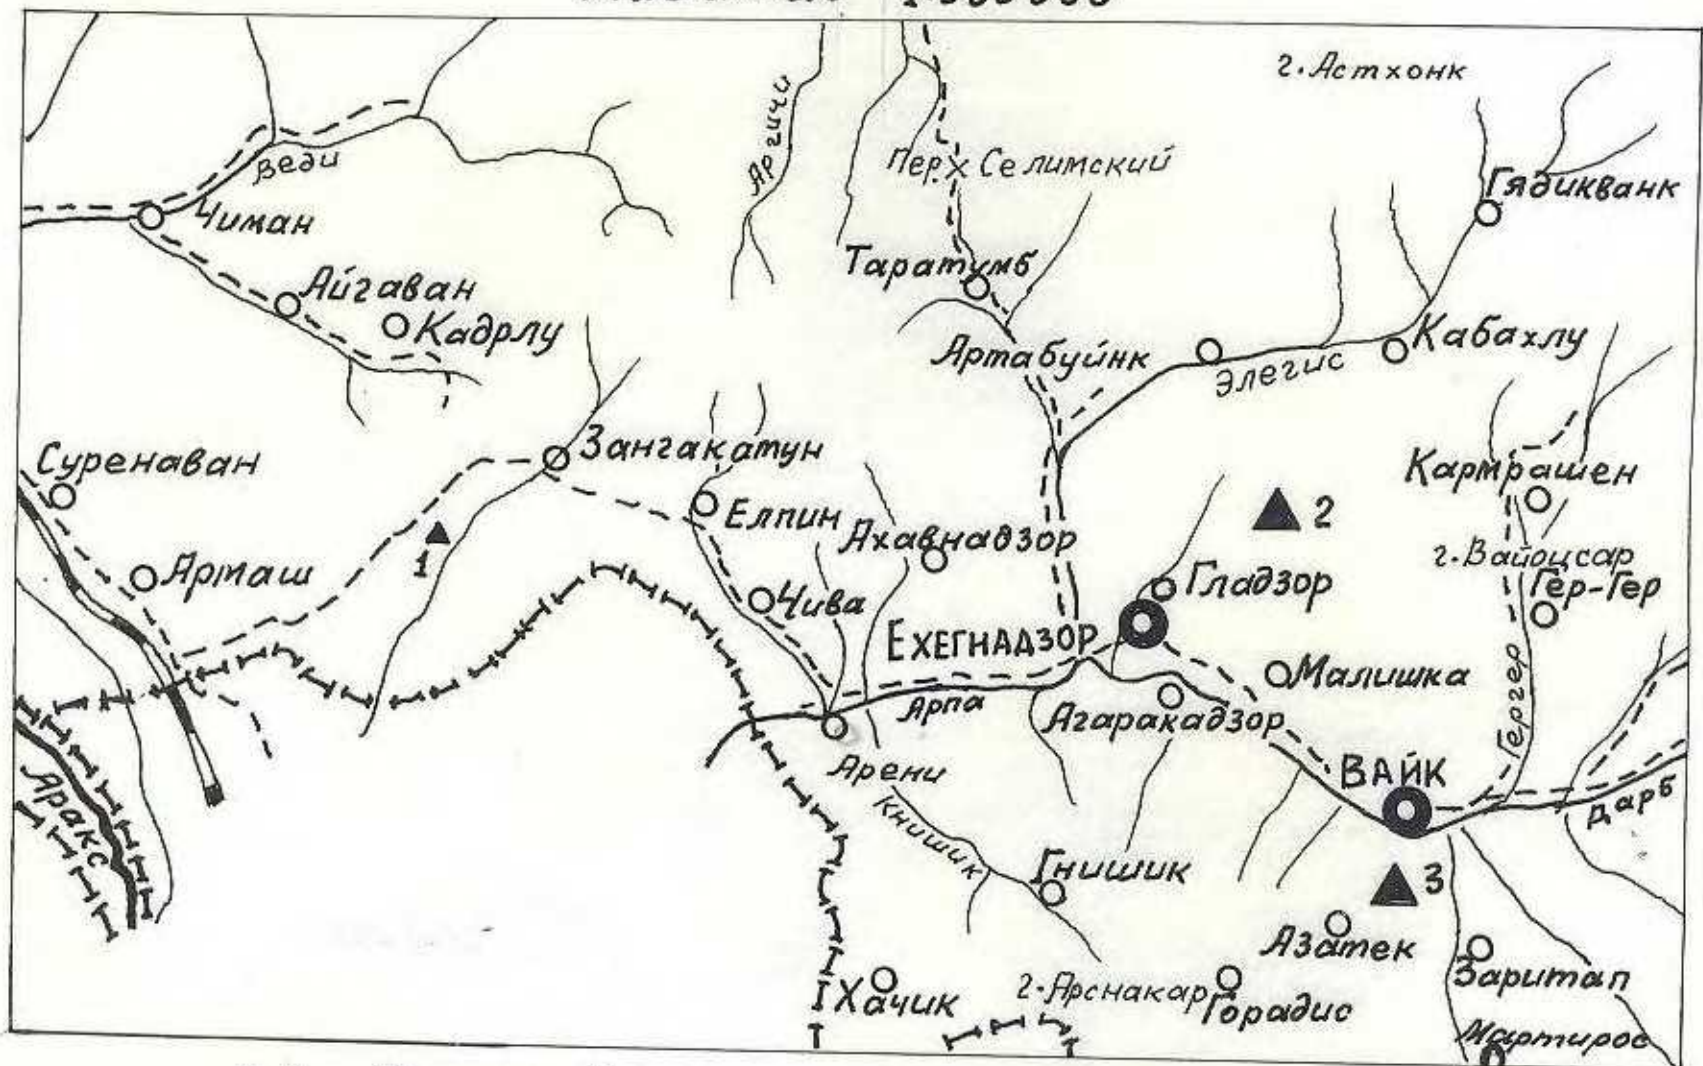 г. Астхонк
Аргичи
Веди
Пер. Х Селимский
Гядикванк
Чиман
Таратумб
Айгаван
Кадрлу
Артабуйнк
Кабахлу
Элегис
Зангакатун
Суренаван
Кармрашен
Елпин
2
Ахавнадзор
г. Вайоцсар
1
Арташ
Гладзор
Гер-Гер
Чива
ЕХЕГНАДЗОР
Малишка
Арпа
Агаракадзор
Гергер
Арени
ВАЙК
Аракс
Дарб
Книшик
Гнишик
3
Азатек
Заритап
Хачик
г. Арснакар
Горадис
Мартирос